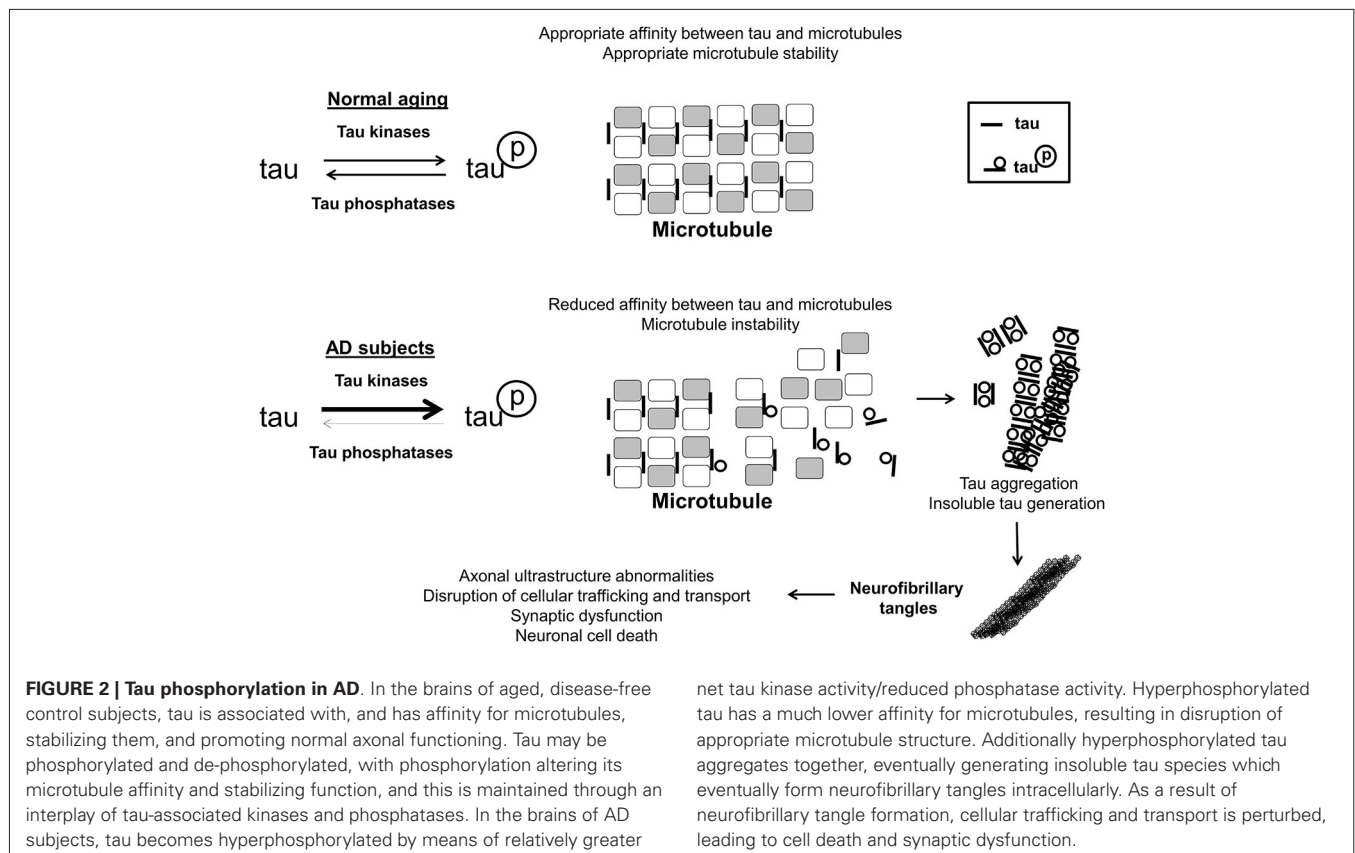 Appropriate affinity between tau and microtubules
Appropriate microtubule stability
Normal aging
Tau kinases
tau
tau p
Tau phosphatases
Microtubule
tau
tau p
Reduced affinity between tau and microtubules
Microtubule instability
AD subjects
Tau kinases
tau
tau p
Tau phosphatases
Microtubule
Tau aggregation
Insoluble tau generation
Axonal ultrastructure abnormalities
Disruption of cellular trafficking and transport
Synaptic dysfunction
Neuronal cell death
Neurofibrillary
tangles
FIGURE 2 | Tau phosphorylation in AD. In the brains of aged, disease-free
control subjects, tau is associated with, and has affinity for microtubules,
stabilizing them, and promoting normal axonal functioning. Tau may be
phosphorylated and de-phosphorylated, with phosphorylation altering its
microtubule affinity and stabilizing function, and this is maintained through an
interplay of tau-associated kinases and phosphatases. In the brains of AD
subjects, tau becomes hyperphosphorylated by means of relatively greater
net tau kinase activity/reduced phosphatase activity. Hyperphosphorylated
tau has a much lower affinity for microtubules, resulting in disruption of
appropriate microtubule structure. Additionally hyperphosphorylated tau
aggregates together, eventually generating insoluble tau species which
eventually form neurofibrillary tangles intracellularly. As a result of
neurofibrillary tangle formation, cellular trafficking and transport is perturbed,
leading to cell death and synaptic dysfunction.